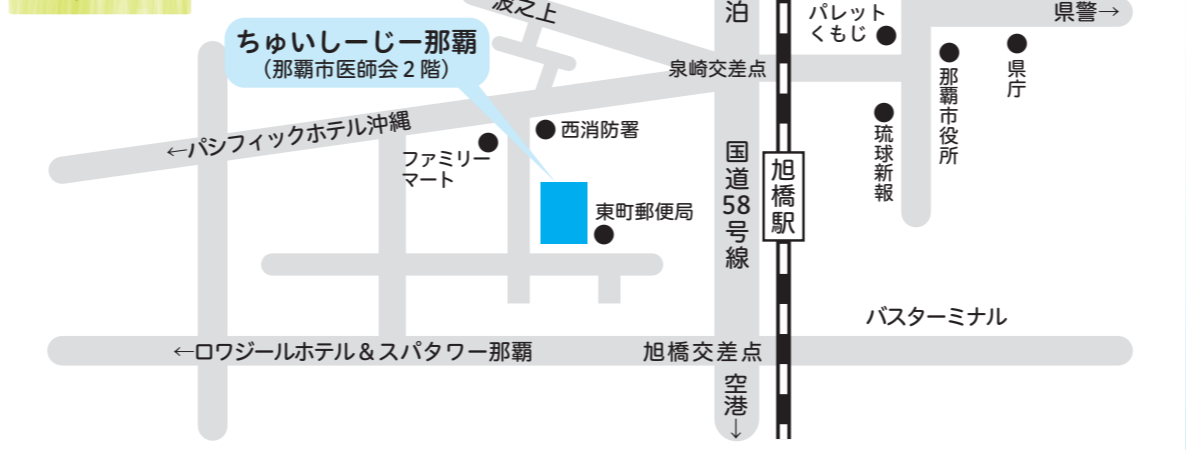 波之上
泊
パレット
くもじ
県警→
ちゅいしーじー那覇
（那覇市医師会２階）
泉崎交差点
県庁
那覇市役所
琉球新報
←パシフィックホテル沖縄
西消防署
ファミリー
マート
国道58号線
旭橋駅
東町郵便局
バスターミナル
←ロワジールホテル＆スパタワー那覇
旭橋交差点
空港↓